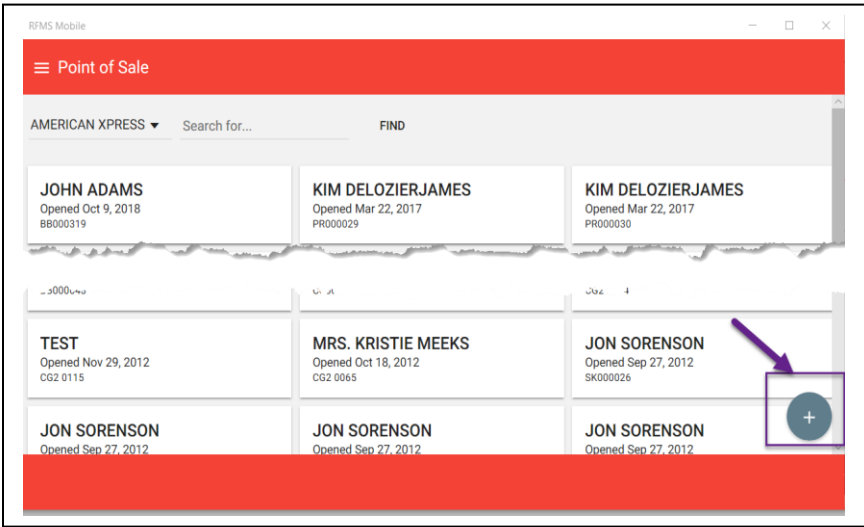 RFMS Mobile
Point of Sale
AMERICAN XPRESS Search for... FIND
JOHN ADAMS KIM DELOZIERJAMES KIM DELOZIERJAMES
Opened Oct 9, 2018 Opened Mar 22, 2017 Opened Mar 22, 2017
BB000319 PR000029 PR000030
TEST MRS. KRISTIE MEEKS JON SORENSON
Opened Nov 29, 2012 Opened Oct 18, 2012 Opened Sep 27, 2012
CG2 0115 CG2 0065 SK000026
+
JON SORENSON JON SORENSON JON SORENSON
Opened Sep 27, 2012 Opened Sep 27, 2012 Opened Sep 27, 2012